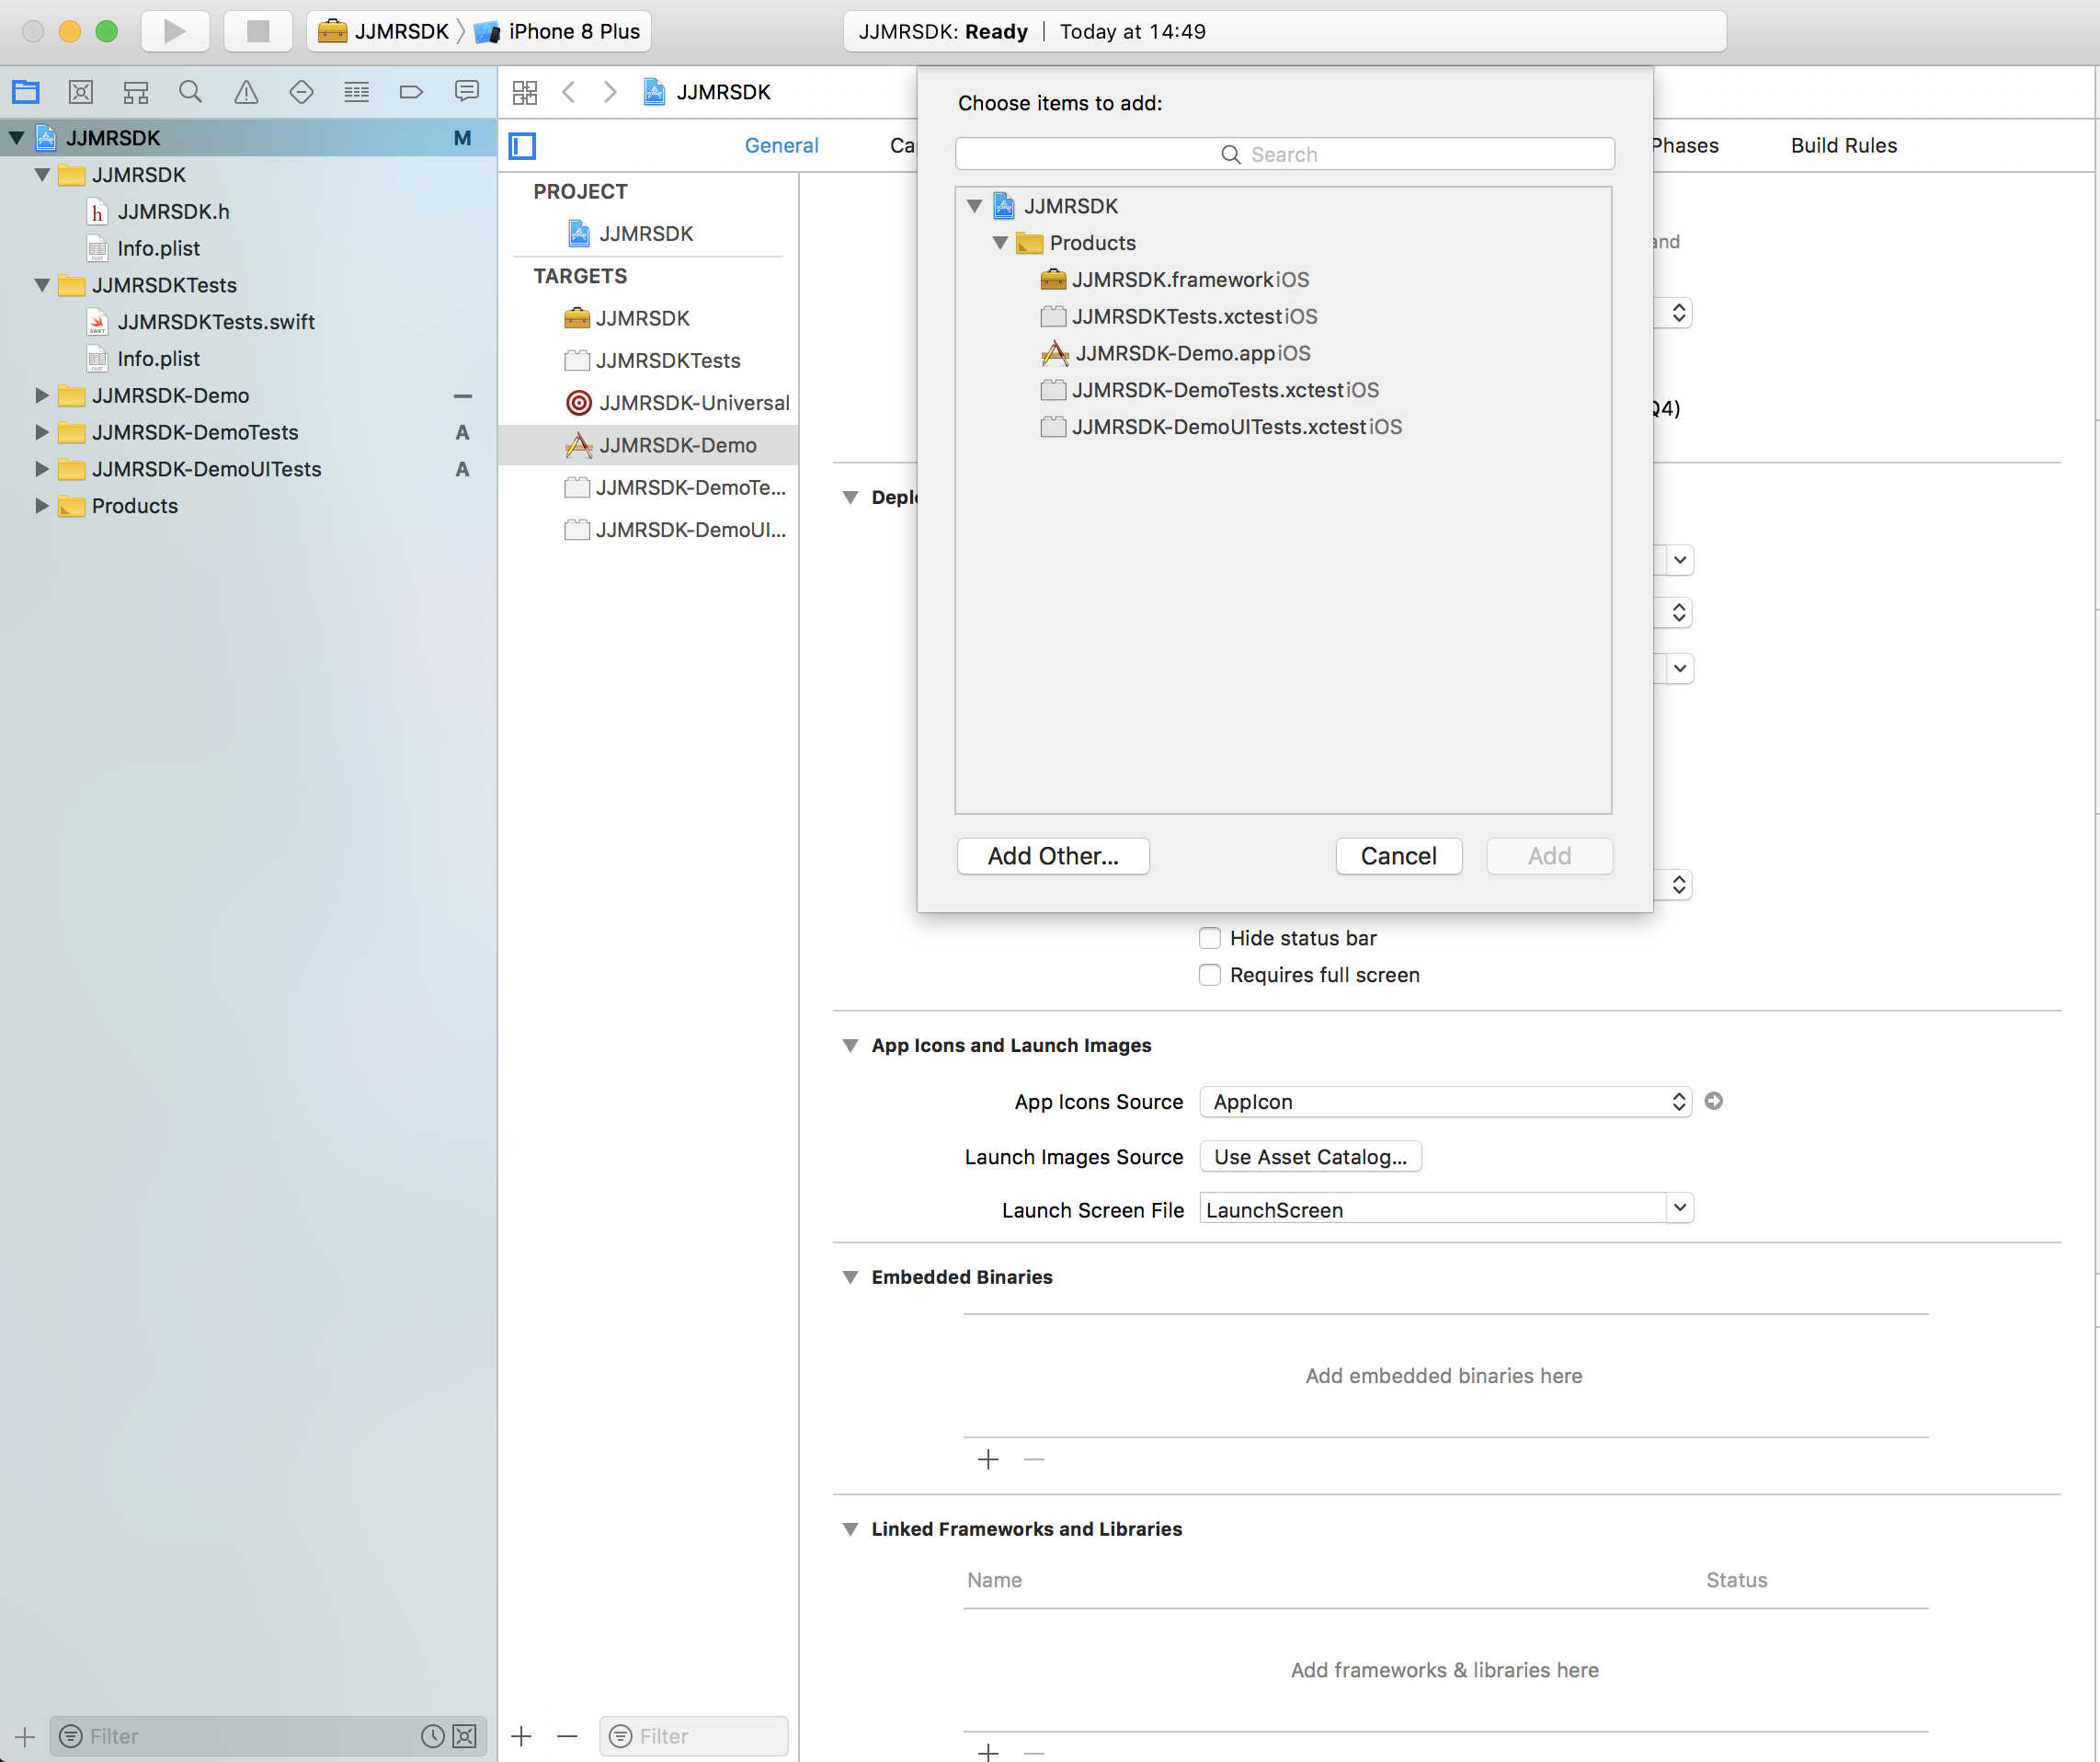 JJMRSDK
iPhone 8 Plus
JJMRSDK: Ready | Today at 14:49
JJMRSDK M
JJMRSDK
JJMRSDK.h
Info.plist
JJMRSDKTests
JJMRSDKTests.swift
Info.plist
JJMRSDK-Demo
JJMRSDK-DemoTests A
JJMRSDK-DemoUITests A
Products
Filter
JJMRSDK
General
Phases
Build Rules
PROJECT
JJMRSDK
TARGETS
JJMRSDK
JJMRSDKTests
JJMRSDK-Universal
JJMRSDK-Demo
JJMRSDK-DemoTe...
JJMRSDK-DemoUI...
Filter
Choose items to add:
Search
JJMRSDK
Products
JJMRSDK.framework iOS
JJMRSDKTests.xctest iOS
JJMRSDK-Demo.app iOS
JJMRSDK-DemoTests.xctest iOS
JJMRSDK-DemoUITests.xctest iOS
Add Other...
Cancel
Add
Hide status bar
Requires full screen
App Icons and Launch Images
App Icons Source AppIcon
Launch Images Source Use Asset Catalog...
Launch Screen File LaunchScreen
Embedded Binaries
Add embedded binaries here
Linked Frameworks and Libraries
Name Status
Add frameworks & libraries here